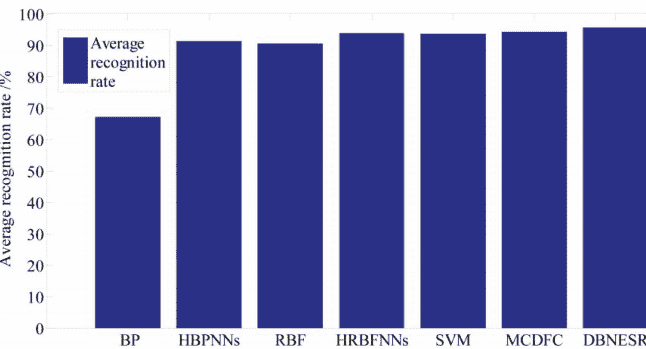 100
90
80
70
60
50
40
30
20
10
0
Average recogmition rate /%
Average
recognition
rate
BP HBPNNs RBF HRBFNNs SVM MCDFC DBNESR